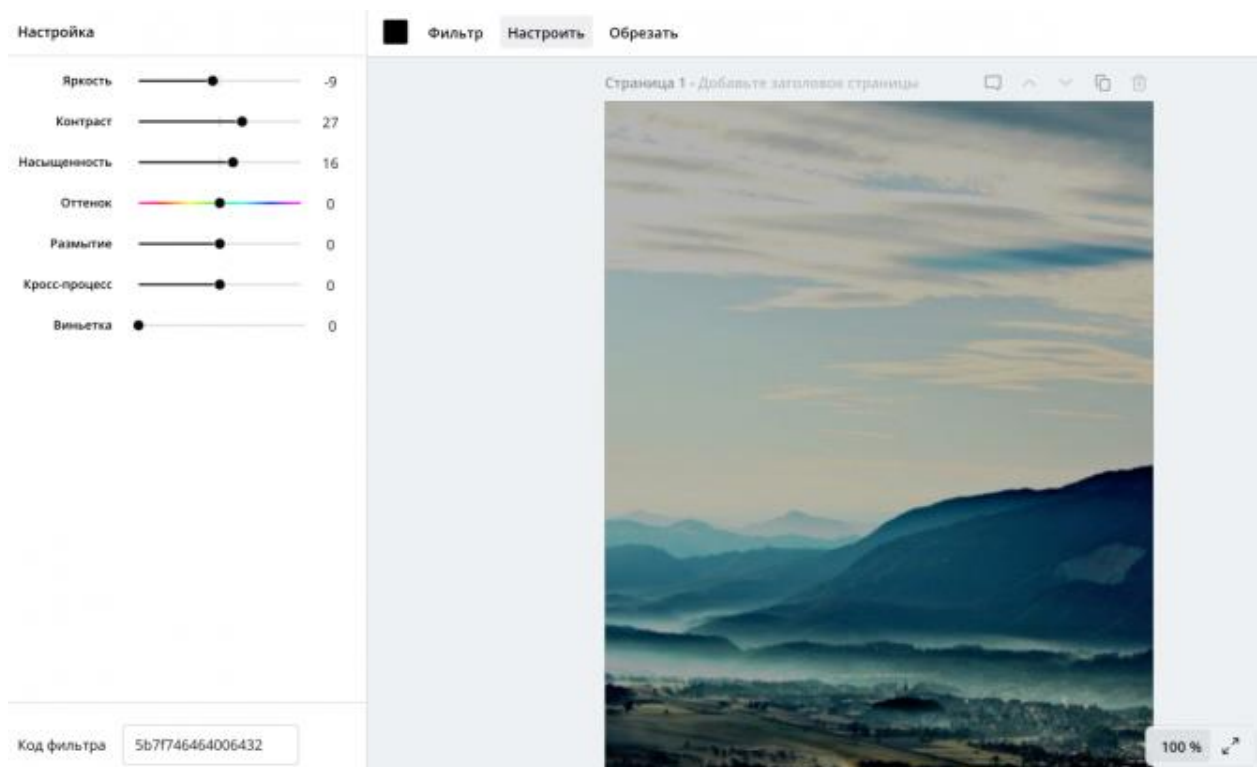 Настройка
Фильтр Настроить Обрезать
Яркость -9
Страница 1 - Добавьте заголовок страницы
Контраст 27
Насыщенность 16
Оттенок 0
Размытие 0
Кросс-процесс 0
Виньетка 0
Код фильтра 5b7f746464006432
100 %